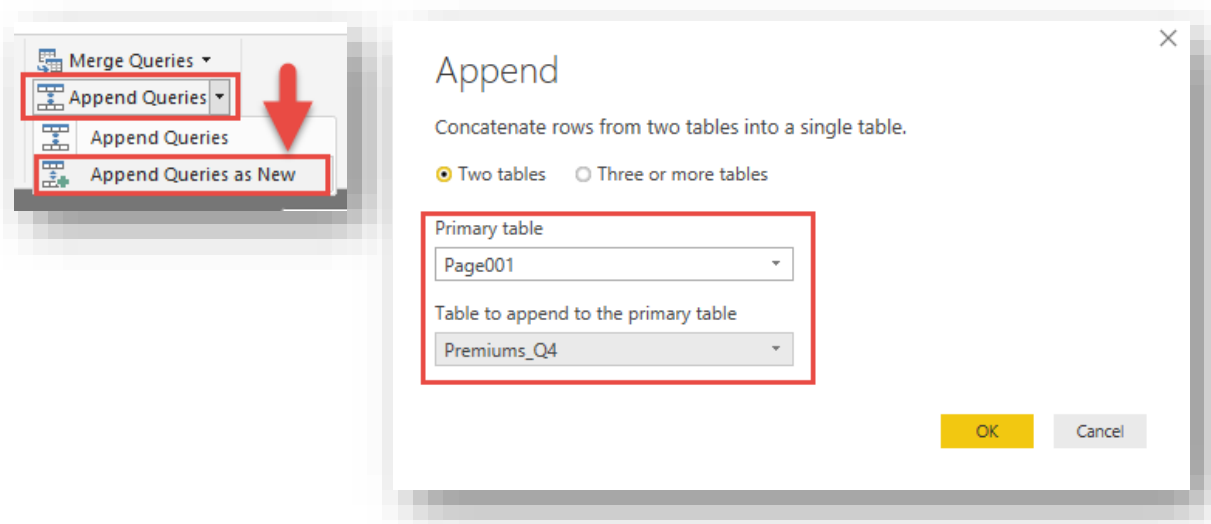 Merge Queries
Append Queries
Append Queries
Append Queries as New
Append
Concatenate rows from two tables into a single table.
Two tables Three or more tables
Primary table
Page001
Table to append to the primary table
Premiums_Q4
OK Cancel